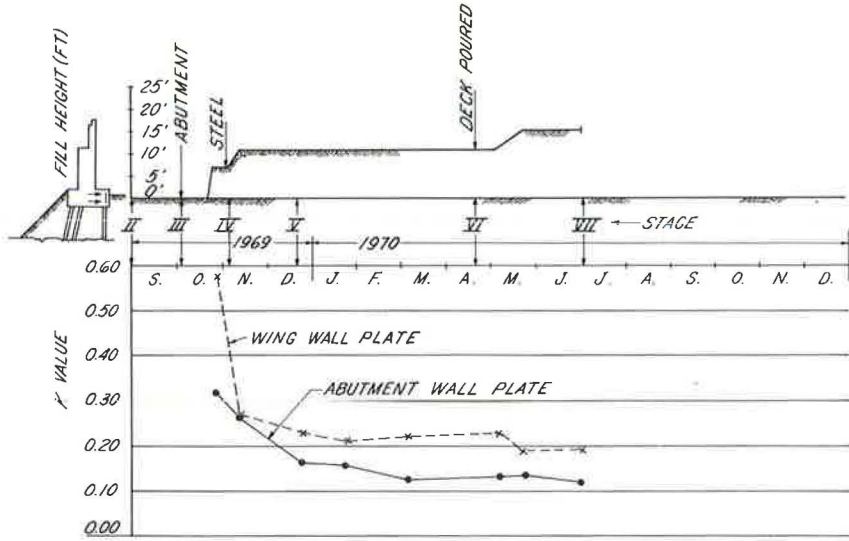 FILL HEIGHT (FT)
25'
20'
15'
10'
5'
0'
ABUTMENT
STEEL
DECK POURED
II III IV V VI VII STAGE
1969 1970
S. O. N. D. J. F. M. A. M. J. J. A. S. O. N. D.
VALUE
0.60
0.50
0.40
0.30
0.20
0.10
0.00
WING WALL PLATE
ABUTMENT WALL PLATE